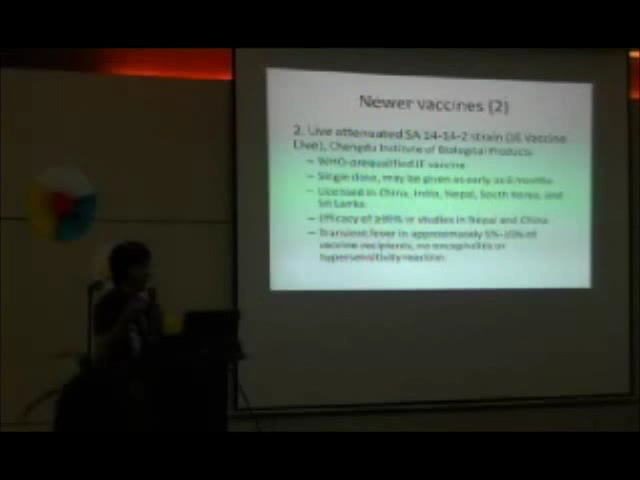 Newer vaccines (2)
2. Live attenuated SA 14-14-2 strain (JE Vaccine
Live), Chengdu Institute of Biological Products
– WHO-prequalified JE vaccine
– Single dose, may be given as early as 8 months
– Licensed in China, India, Nepal, South Korea, and
Sri Lanka
– Efficacy of in studies in Nepal and China
– Transient fever in approximately of
vaccine recipients, no encephalitis or
hypersensitivity reaction